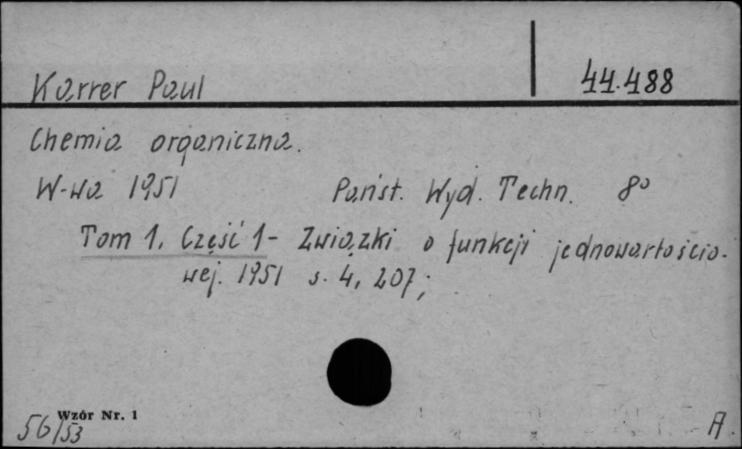 Karrer Paul 44.488
Chemia organiczna.
W-wa 1951 Państ. Wyd. Techn. 8°
Tom 1. Część 1 - Związki o funkcji jednowartościo-
wej. 1951 s. 4, 207;
Wzór Nr. 1
56/53 A